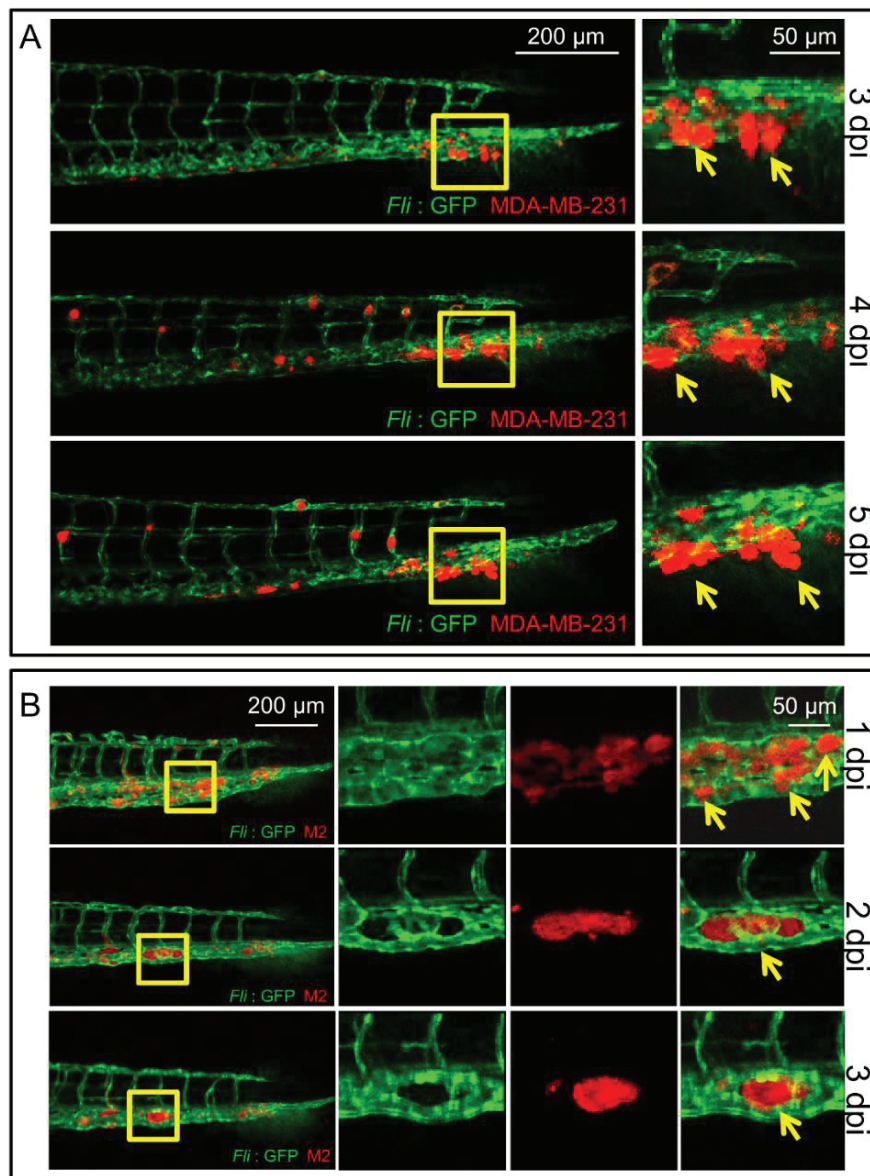 A
200 µm
50 µm
Fli : GFP MDA-MB-231
3 dpi
Fli : GFP MDA-MB-231
4 dpi
Fli : GFP MDA-MB-231
5 dpi
B
200 µm
50 µm
Fli : GFP M2
1 dpi
Fli : GFP M2
2 dpi
Fli : GFP M2
3 dpi